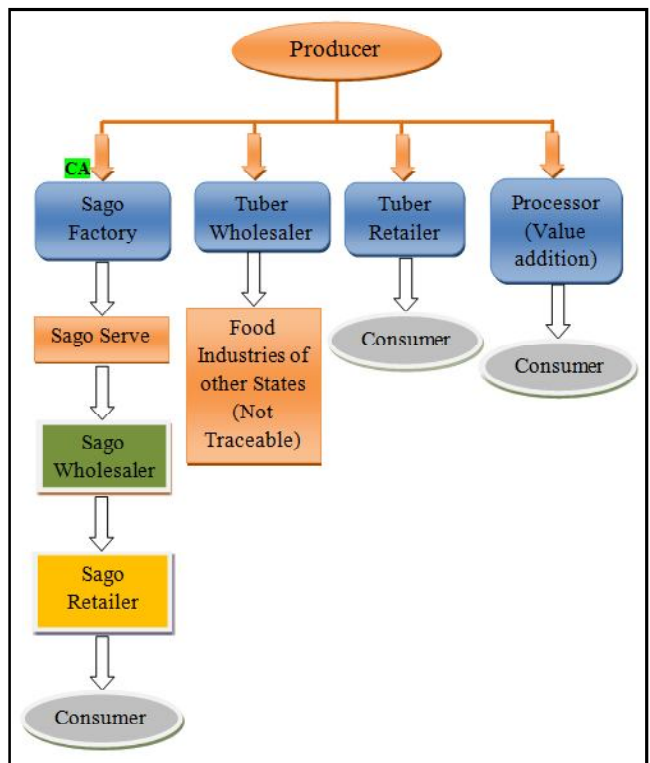 Producer
CA
Sago
Factory
Tuber
Wholesaler
Tuber
Retailer
Processor
(Value
addition)
Sago Serve
Food
Industries of
other States
(Not
Traceable)
Consumer
Consumer
Sago
Wholesaler
Sago
Retailer
Consumer